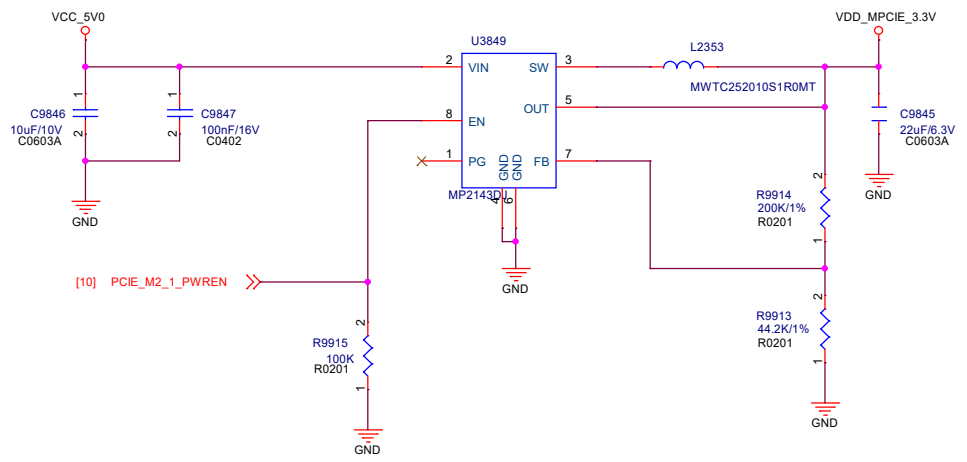 VCC_5V0
VDD_MPCIE_3.3V
U3849
L2353
MWTC252010S1R0MT
2
VIN
SW
3
OUT
5
8
EN
1
PG
FB
7
GND
GND
4
6
MP2143D
1
C9846
10uF/10V
C0603A
2
1
C9847
100nF/16V
C0402
2
GND
C9845
22uF/6.3V
C0603A
GND
2
R9914
200K/1%
R0201
1
GND
[10] PCIE_M2_1_PWREN
2
R9915
100K
R0201
1
GND
2
R9913
44.2K/1%
R0201
1
GND